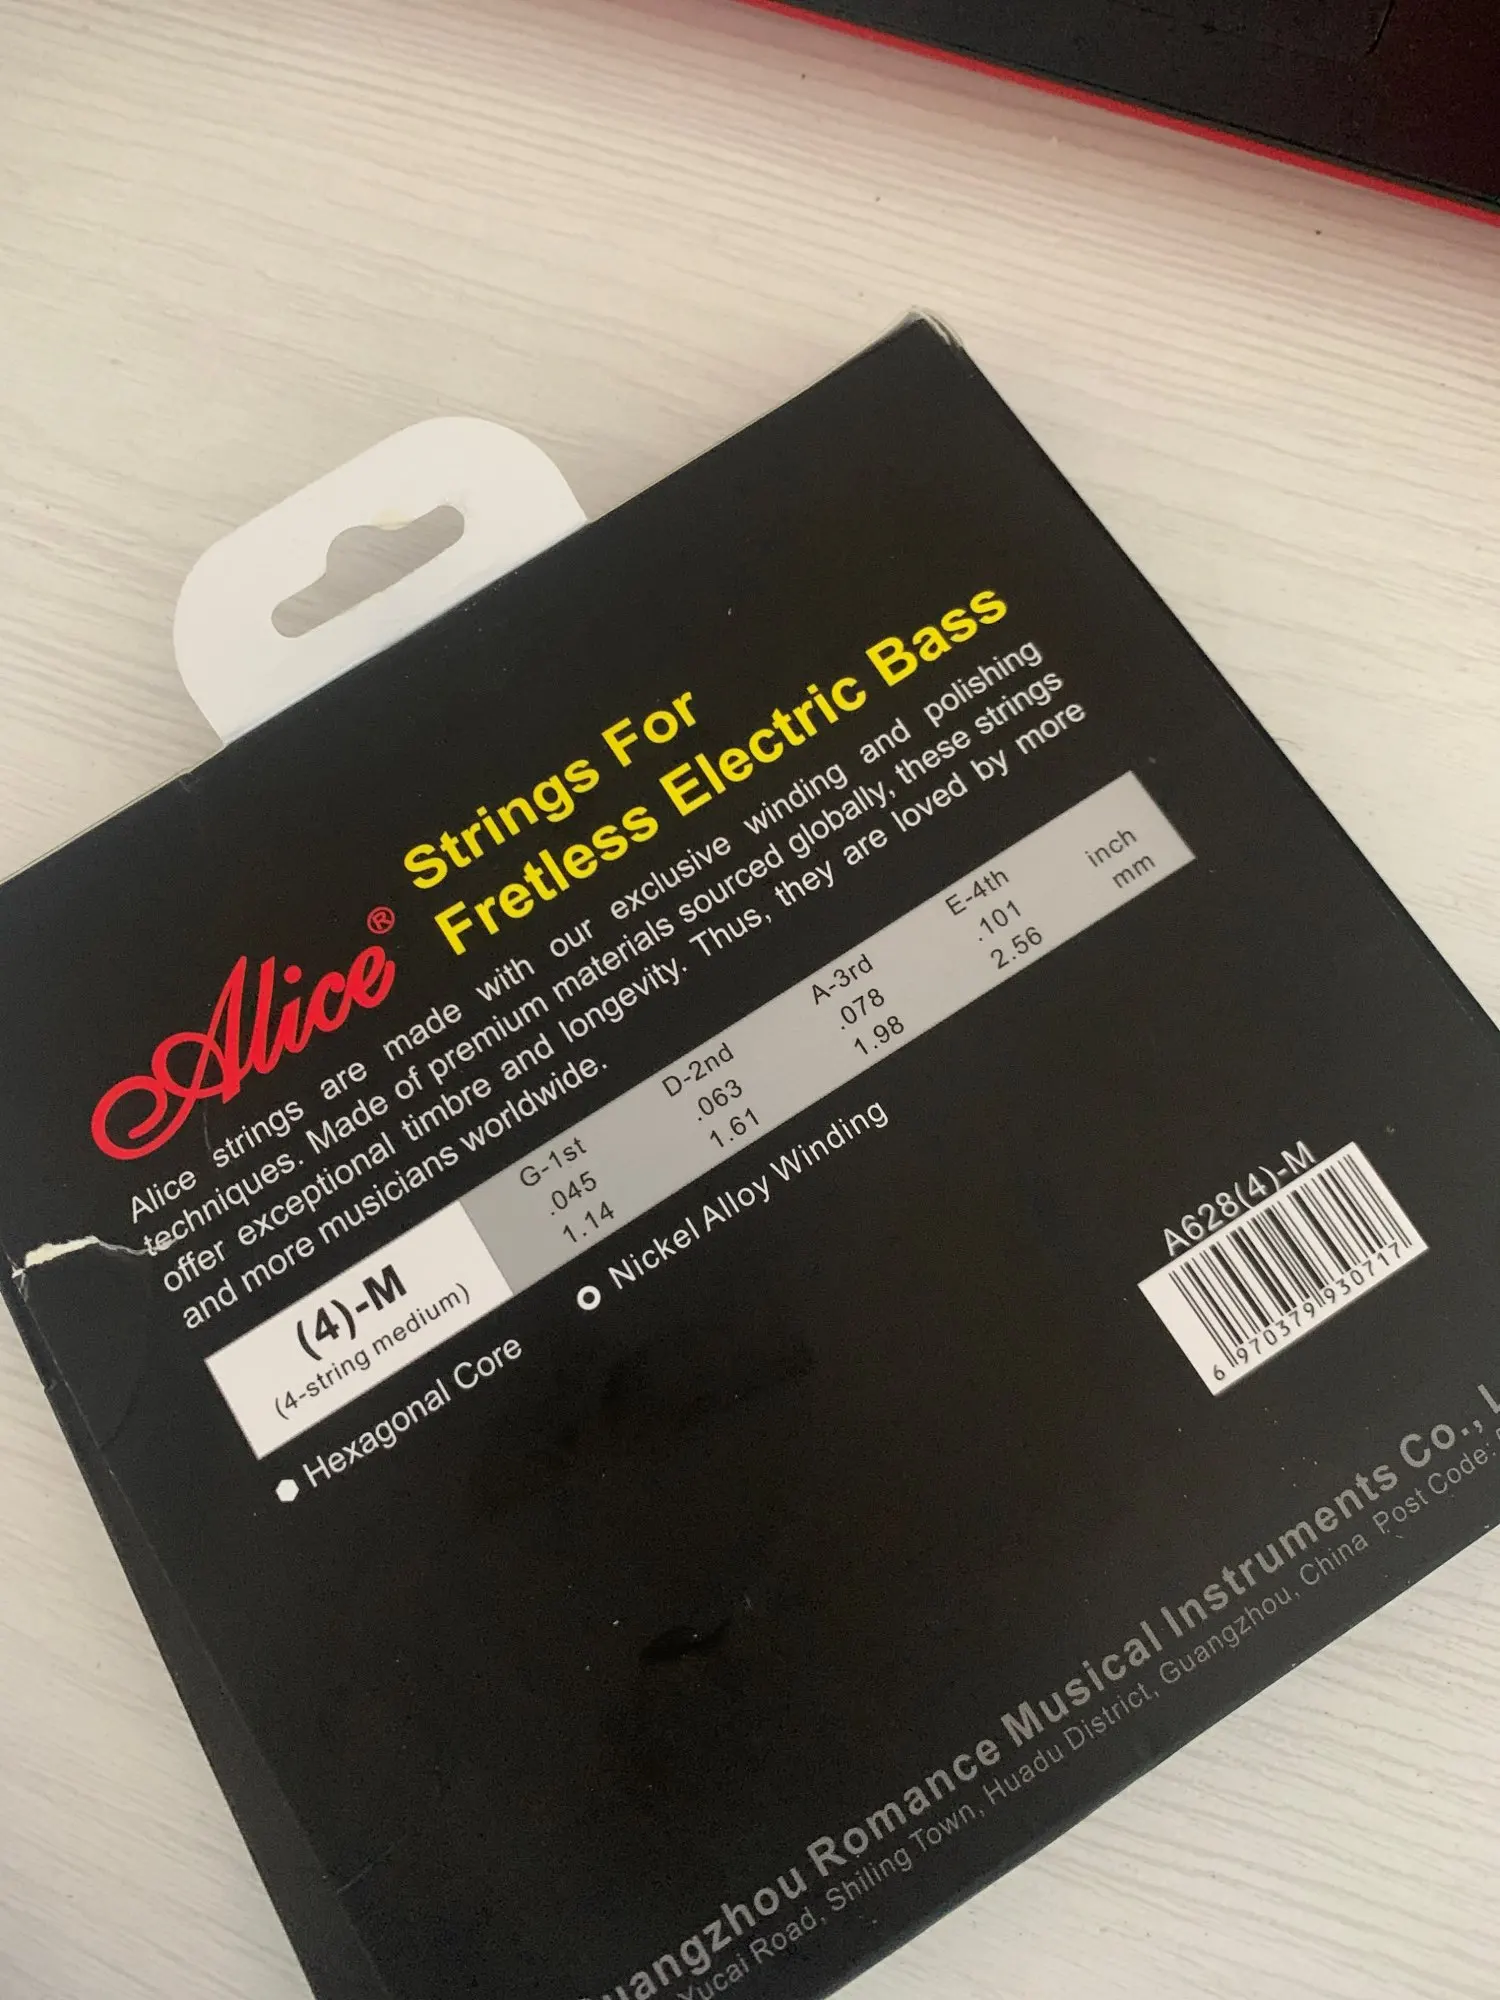 Alice®
Strings For
Fretless Electric Bass
Alice strings are made with our exclusive winding and polishing
techniques. Made of premium materials sourced globally, these strings
offer exceptional timbre and longevity. Thus, they are loved by more
and more musicians worldwide.
(4)-M
(4-string medium)
G-1st D-2nd A-3rd E-4th inch
.045 .063 .078 .101 mm
1.14 1.61 1.98 2.56
Hexagonal Core
Nickel Alloy Winding
A628(4)-M
6 970379 930717
Romance Musical Instruments Co.,
Yucai Road, Shiling Town, Huadu District, Guangzhou, China Post Code: